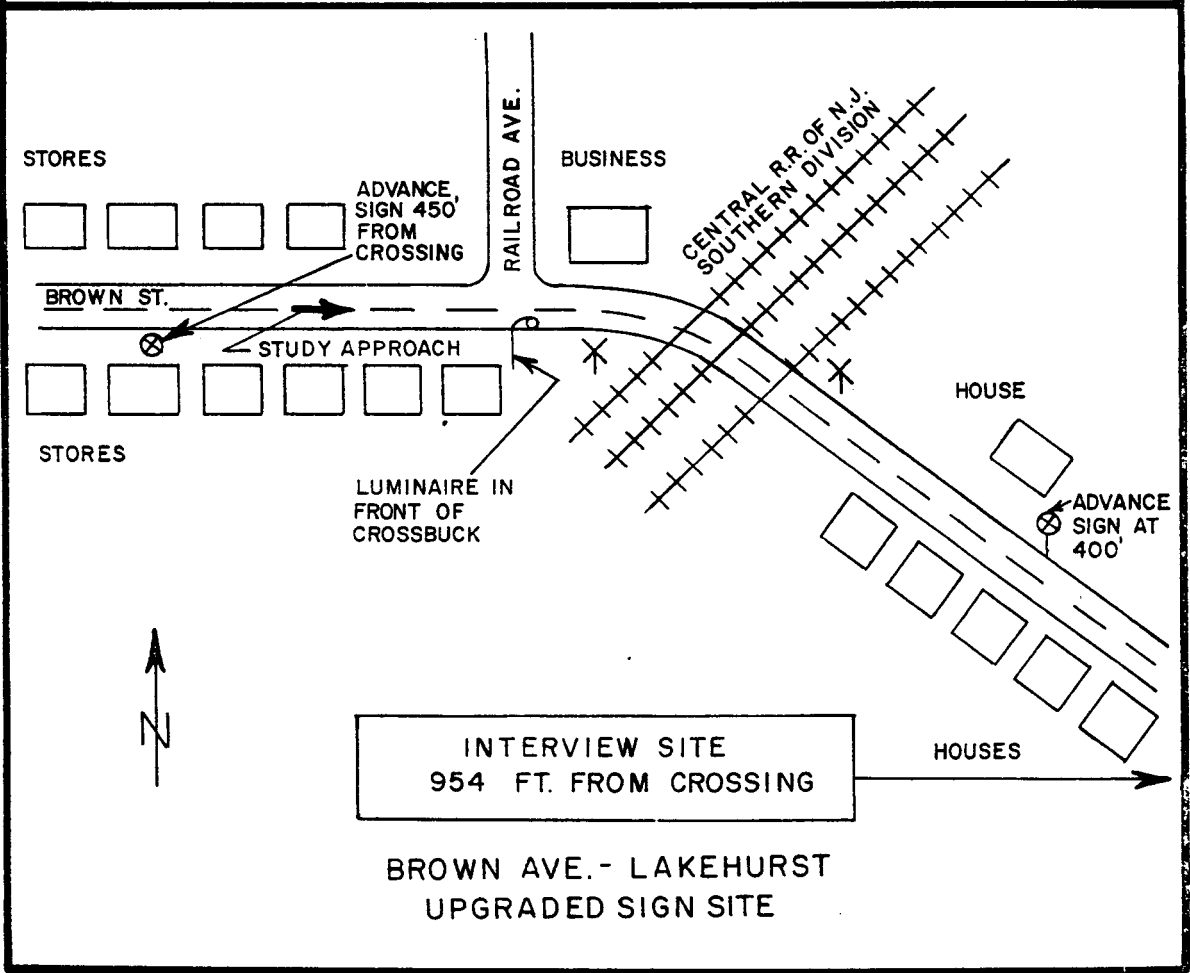 STORES
ADVANCE,
SIGN 450'
FROM
CROSSING
RAILROAD AVE.
BUSINESS
CENTRAL R.R. OF N.J.
SOUTHERN DIVISION
BROWN ST.
STUDY APPROACH
STORES
HOUSE
LUMINAIRE IN
FRONT OF
CROSSBUCK
ADVANCE
SIGN AT
400'
N
INTERVIEW SITE
954 FT. FROM CROSSING
HOUSES
BROWN AVE.- LAKEHURST
UPGRADED SIGN SITE